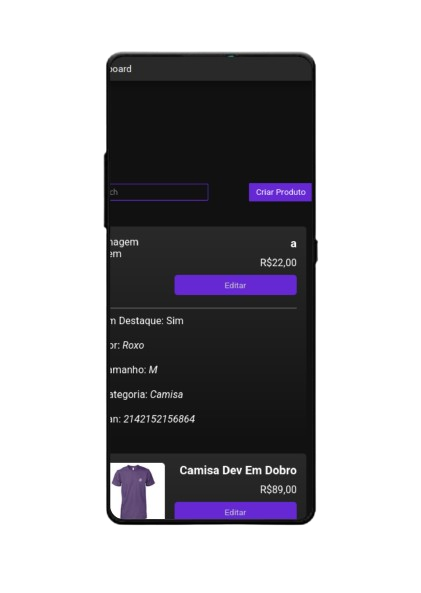 board
ch
Criar Produto
magem
em
a
R$22,00
Editar
m Destaque: Sim
or: Roxo
amanho: M
ategoria: Camisa
an: 2142152156864
Camisa Dev Em Dobro
R$89,00
Editar